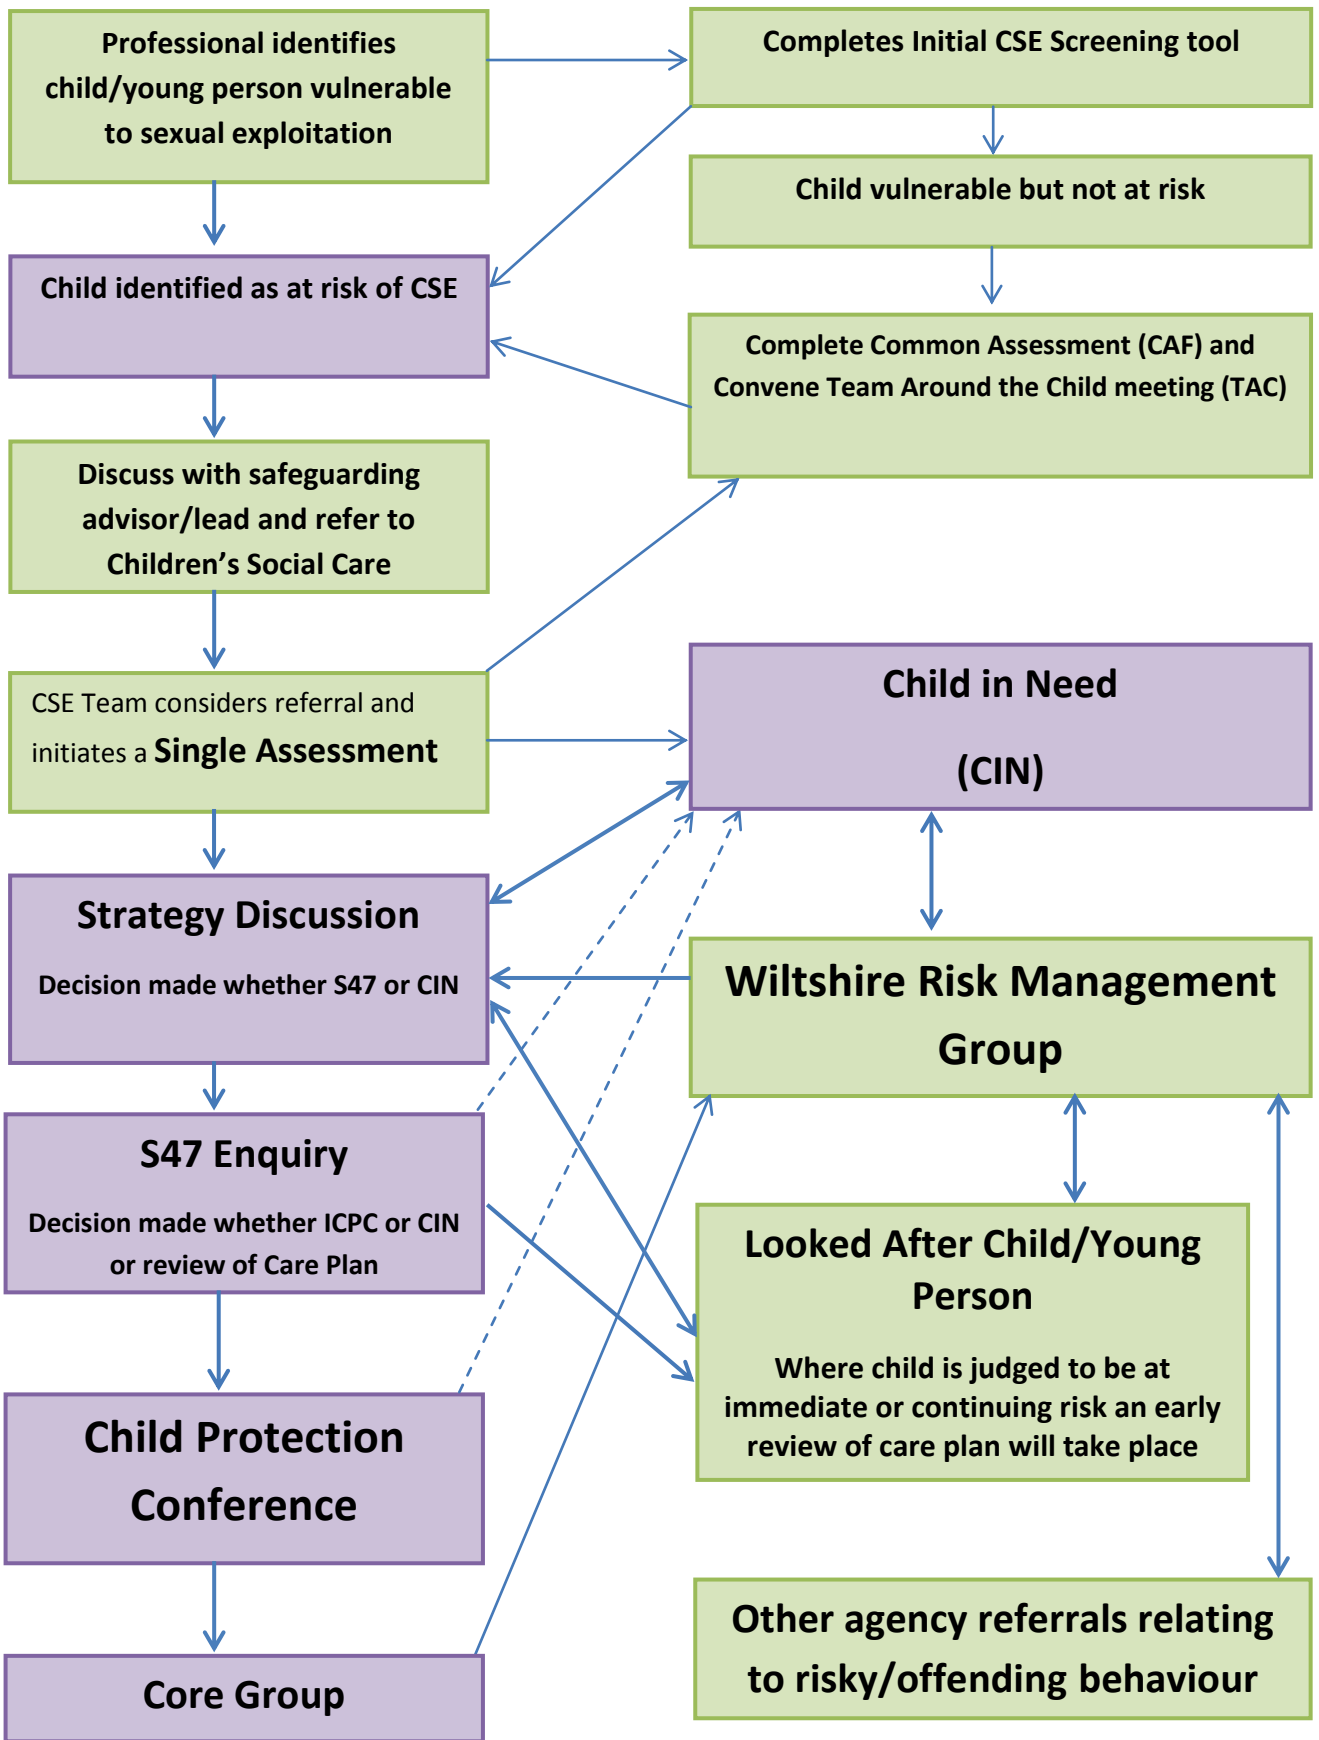 Professional identifies
child/young person vulnerable
to sexual exploitation
Completes Initial CSE Screening tool
Child vulnerable but not at risk
Child identified as at risk of CSE
Complete Common Assessment (CAF) and
Convene Team Around the Child meeting (TAC)
Discuss with safeguarding
advisor/lead and refer to
Children’s Social Care
CSE Team considers referral and
initiates a Single Assessment
Child in Need
(CIN)
Strategy Discussion
Decision made whether S47 or CIN
Wiltshire Risk Management
Group
S47 Enquiry
Decision made whether ICPC or CIN
or review of Care Plan
Looked After Child/Young
Person
Where child is judged to be at
immediate or continuing risk an early
review of care plan will take place
Child Protection
Conference
Other agency referrals relating
to risky/offending behaviour
Core Group